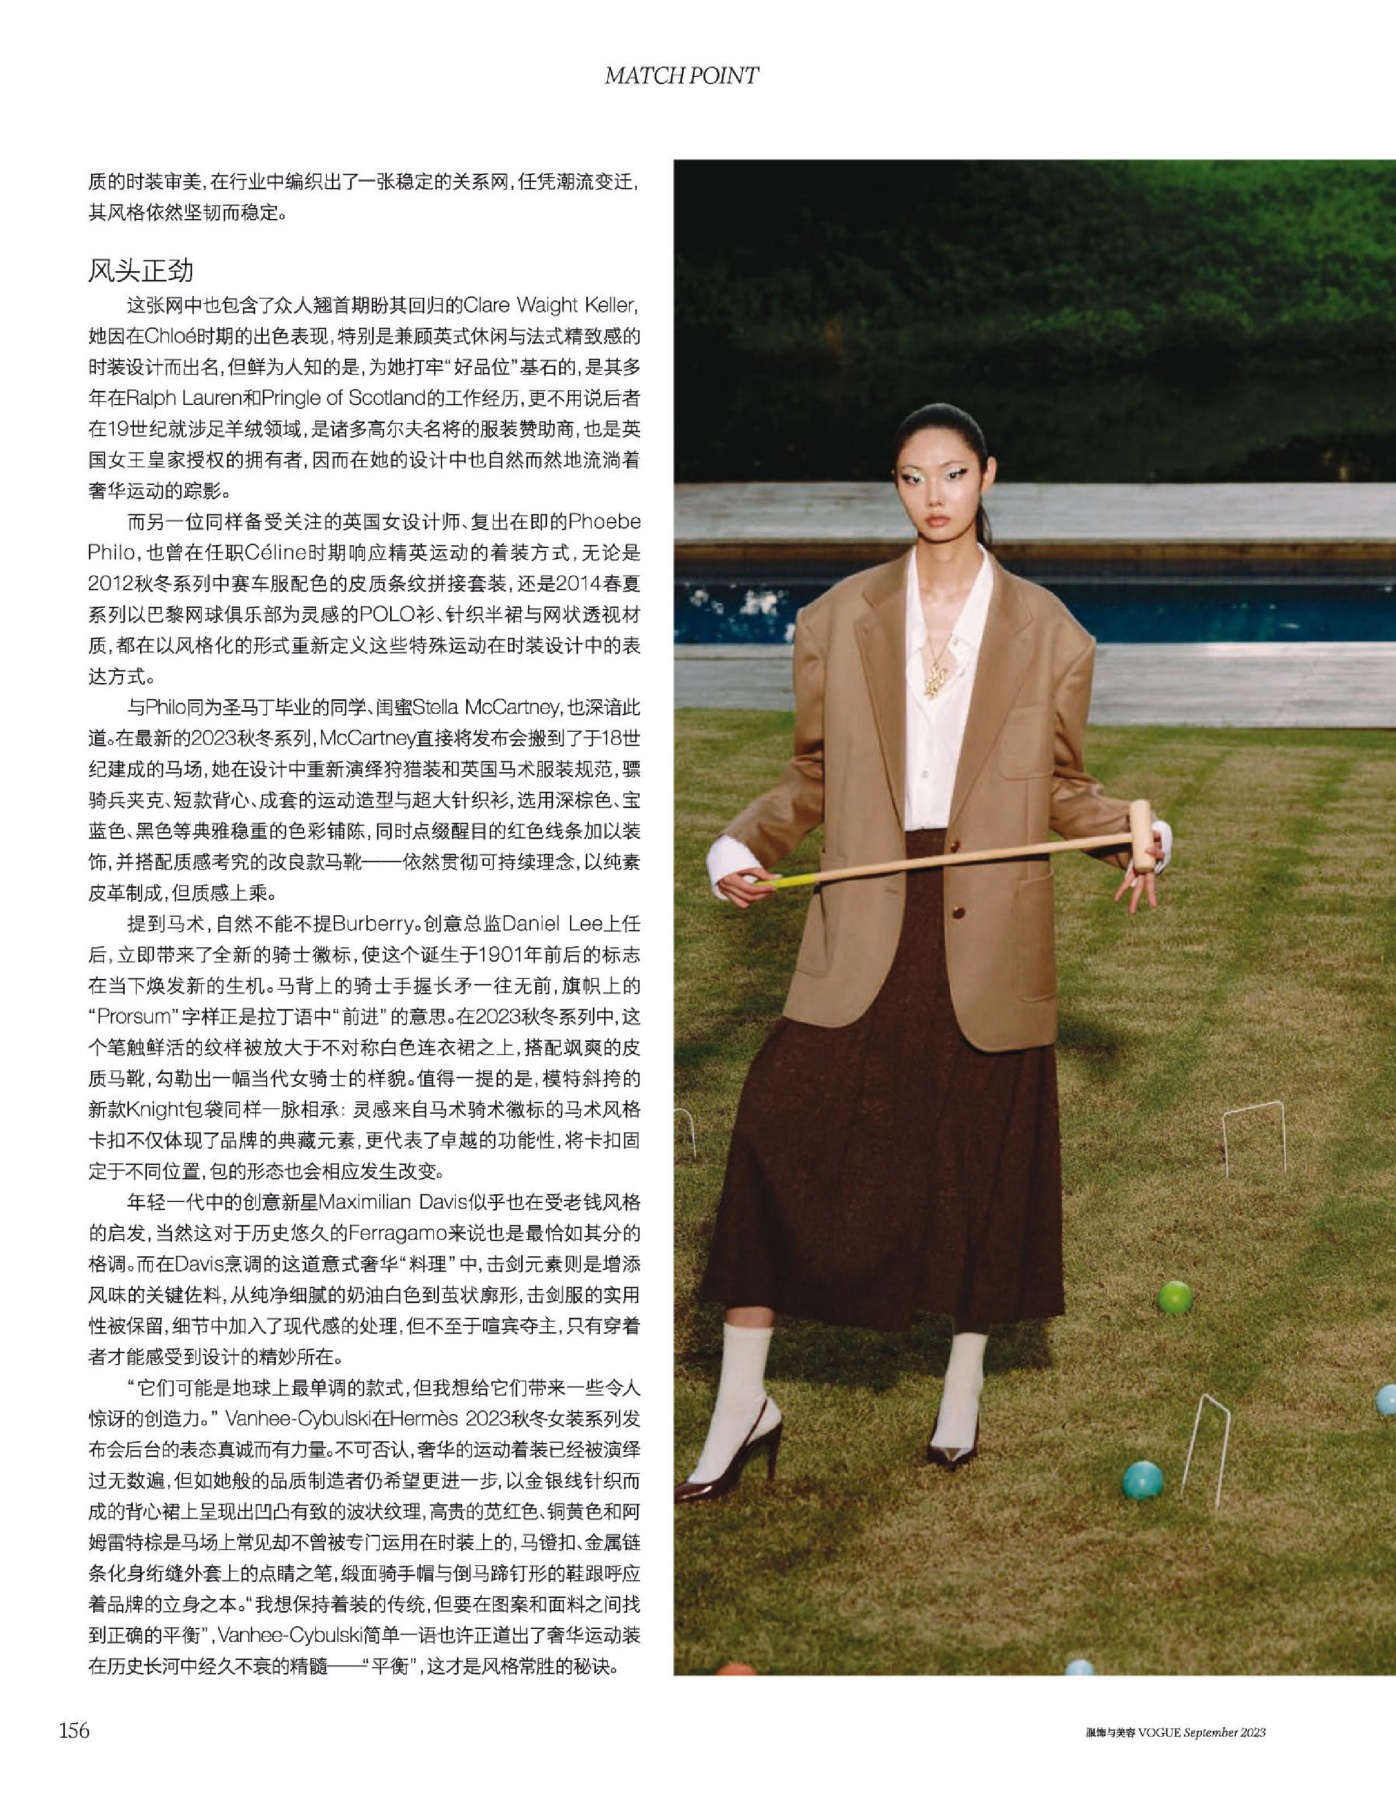 MATCH POINT
质的时装审美,在行业中编织出了一张稳定的关系网,任凭潮流变迁,
其风格依然坚韧而稳定。
风头正劲
这张网中也包含了众人翘首期盼其回归的Clare Waight Keller,
她因在Chloé时期的出色表现,特别是兼顾英式休闲与法式精致感的
时装设计而出名,但鲜为人知的是,为她打牢“好品位”基石的,是其多
年在Ralph Lauren和Pringle of Scotland的工作经历,更不用说后者
在19世纪就涉足羊绒领域,是诸多高尔夫名将的服装赞助商,也是英
国女王皇家授权的拥有者,因而在她的设计中也自然而然地流淌着
奢华运动的踪影。
而另一位同样备受关注的英国女设计师、复出在即的Phoebe
Philo,也曾在任职Céline时期响应精英运动的着装方式,无论是
2012秋冬系列中赛车服配色的皮质条纹拼接套装,还是2014春夏
系列以巴黎网球俱乐部为灵感的POLO衫、针织半裙与网状透视材
质,都在以风格化的形式重新定义这些特殊运动在时装设计中的表
达方式。
与Philo同为圣马丁毕业的同学、闺蜜Stella McCartney,也深谙此
道。在最新的2023秋冬系列,McCartney直接将发布会搬到了于18世
纪建成的马场,她在设计中重新演绎狩猎装和英国马术服装规范,骠
骑兵夹克、短款背心、成套的运动造型与超大针织衫,选用深棕色、宝
蓝色、黑色等典雅稳重的色彩铺陈,同时点缀醒目的红色线条加以装
饰,并搭配质感考究的改良款马靴——依然贯彻可持续理念,以纯素
皮革制成,但质感上乘。
提到马术,自然不能不提Burberry。创意总监Daniel Lee上任
后,立即带来了全新的骑士徽标,使这个诞生于1901年前后的标志
在当下焕发新的生机。马背上的骑士手握长矛一往无前,旗帜上的
“Prorsum”字样正是拉丁语中“前进”的意思。在2023秋冬系列中,这
个笔触鲜活的纹样被放大于不对称白色连衣裙之上,搭配飒爽的皮
质马靴,勾勒出一幅当代女骑士的样貌。值得一提的是,模特斜挎的
新款Knight包袋同样一脉相承: 灵感来自马术骑术徽标的马术风格
卡扣不仅体现了品牌的典藏元素,更代表了卓越的功能性,将卡扣固
定于不同位置,包的形态也会相应发生改变。
年轻一代中的创意新星Maximilian Davis似乎也在受老钱风格
的启发,当然这对于历史悠久的Ferragamo来说也是最恰如其分的
格调。而在Davis烹调的这道意式奢华“料理”中,击剑元素则是增添
风味的关键佐料,从纯净细腻的奶油白色到茧状廓形,击剑服的实用
性被保留,细节中加入了现代感的处理,但不至于喧宾夺主,只有穿着
者才能感受到设计的精妙所在。
“它们可能是地球上最单调的款式,但我想给它们带来一些令人
惊讶的创造力。” Vanhee-Cybulski在Hermès 2023秋冬女装系列发
布会后台的表态真诚而有力量。不可否认,奢华的运动着装已经被演绎
过无数遍,但如她般的品质制造者仍希望更进一步,以金银线针织而
成的背心裙上呈现出凹凸有致的波状纹理,高贵的苋红色、铜黄色和阿
姆雷特棕是马场上常见却不曾被专门运用在时装上的,马镫扣、金属链
条化身绗缝外套上的点睛之笔,缎面骑手帽与倒马蹄钉形的鞋跟呼应
着品牌的立身之本。“我想保持着装的传统,但要在图案和面料之间找
到正确的平衡”,Vanhee-Cybulski简单一语也许正道出了奢华运动装
在历史长河中经久不衰的精髓——“平衡”,这才是风格常胜的秘诀。
156
服饰与美容 VOGUE September 2023